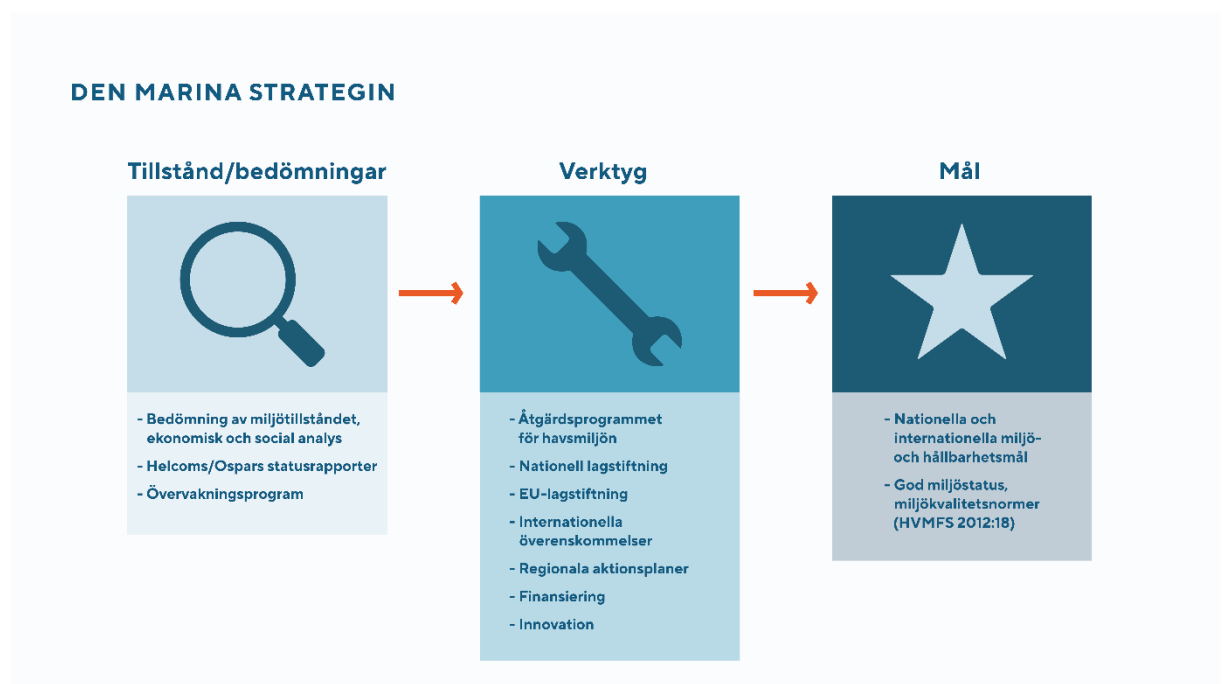 DEN MARINA STRATEGIN
Tillstånd/bedömningar
- Bedömning av miljötillståndet,
ekonomisk och social analys
- Helcoms/Ospars statusrapporter
- Övervakningsprogram
Verktyg
- Åtgärdsprogrammet
för havsmiljön
- Nationell lagstiftning
- EU-lagstiftning
- Internationella
överenskommelser
- Regionala aktionsplaner
- Finansiering
- Innovation
Mål
- Nationella och
internationella miljö-
och hållbarhetsmål
- God miljöstatus,
miljökvalitetsnormer
(HVMFS 2012:18)